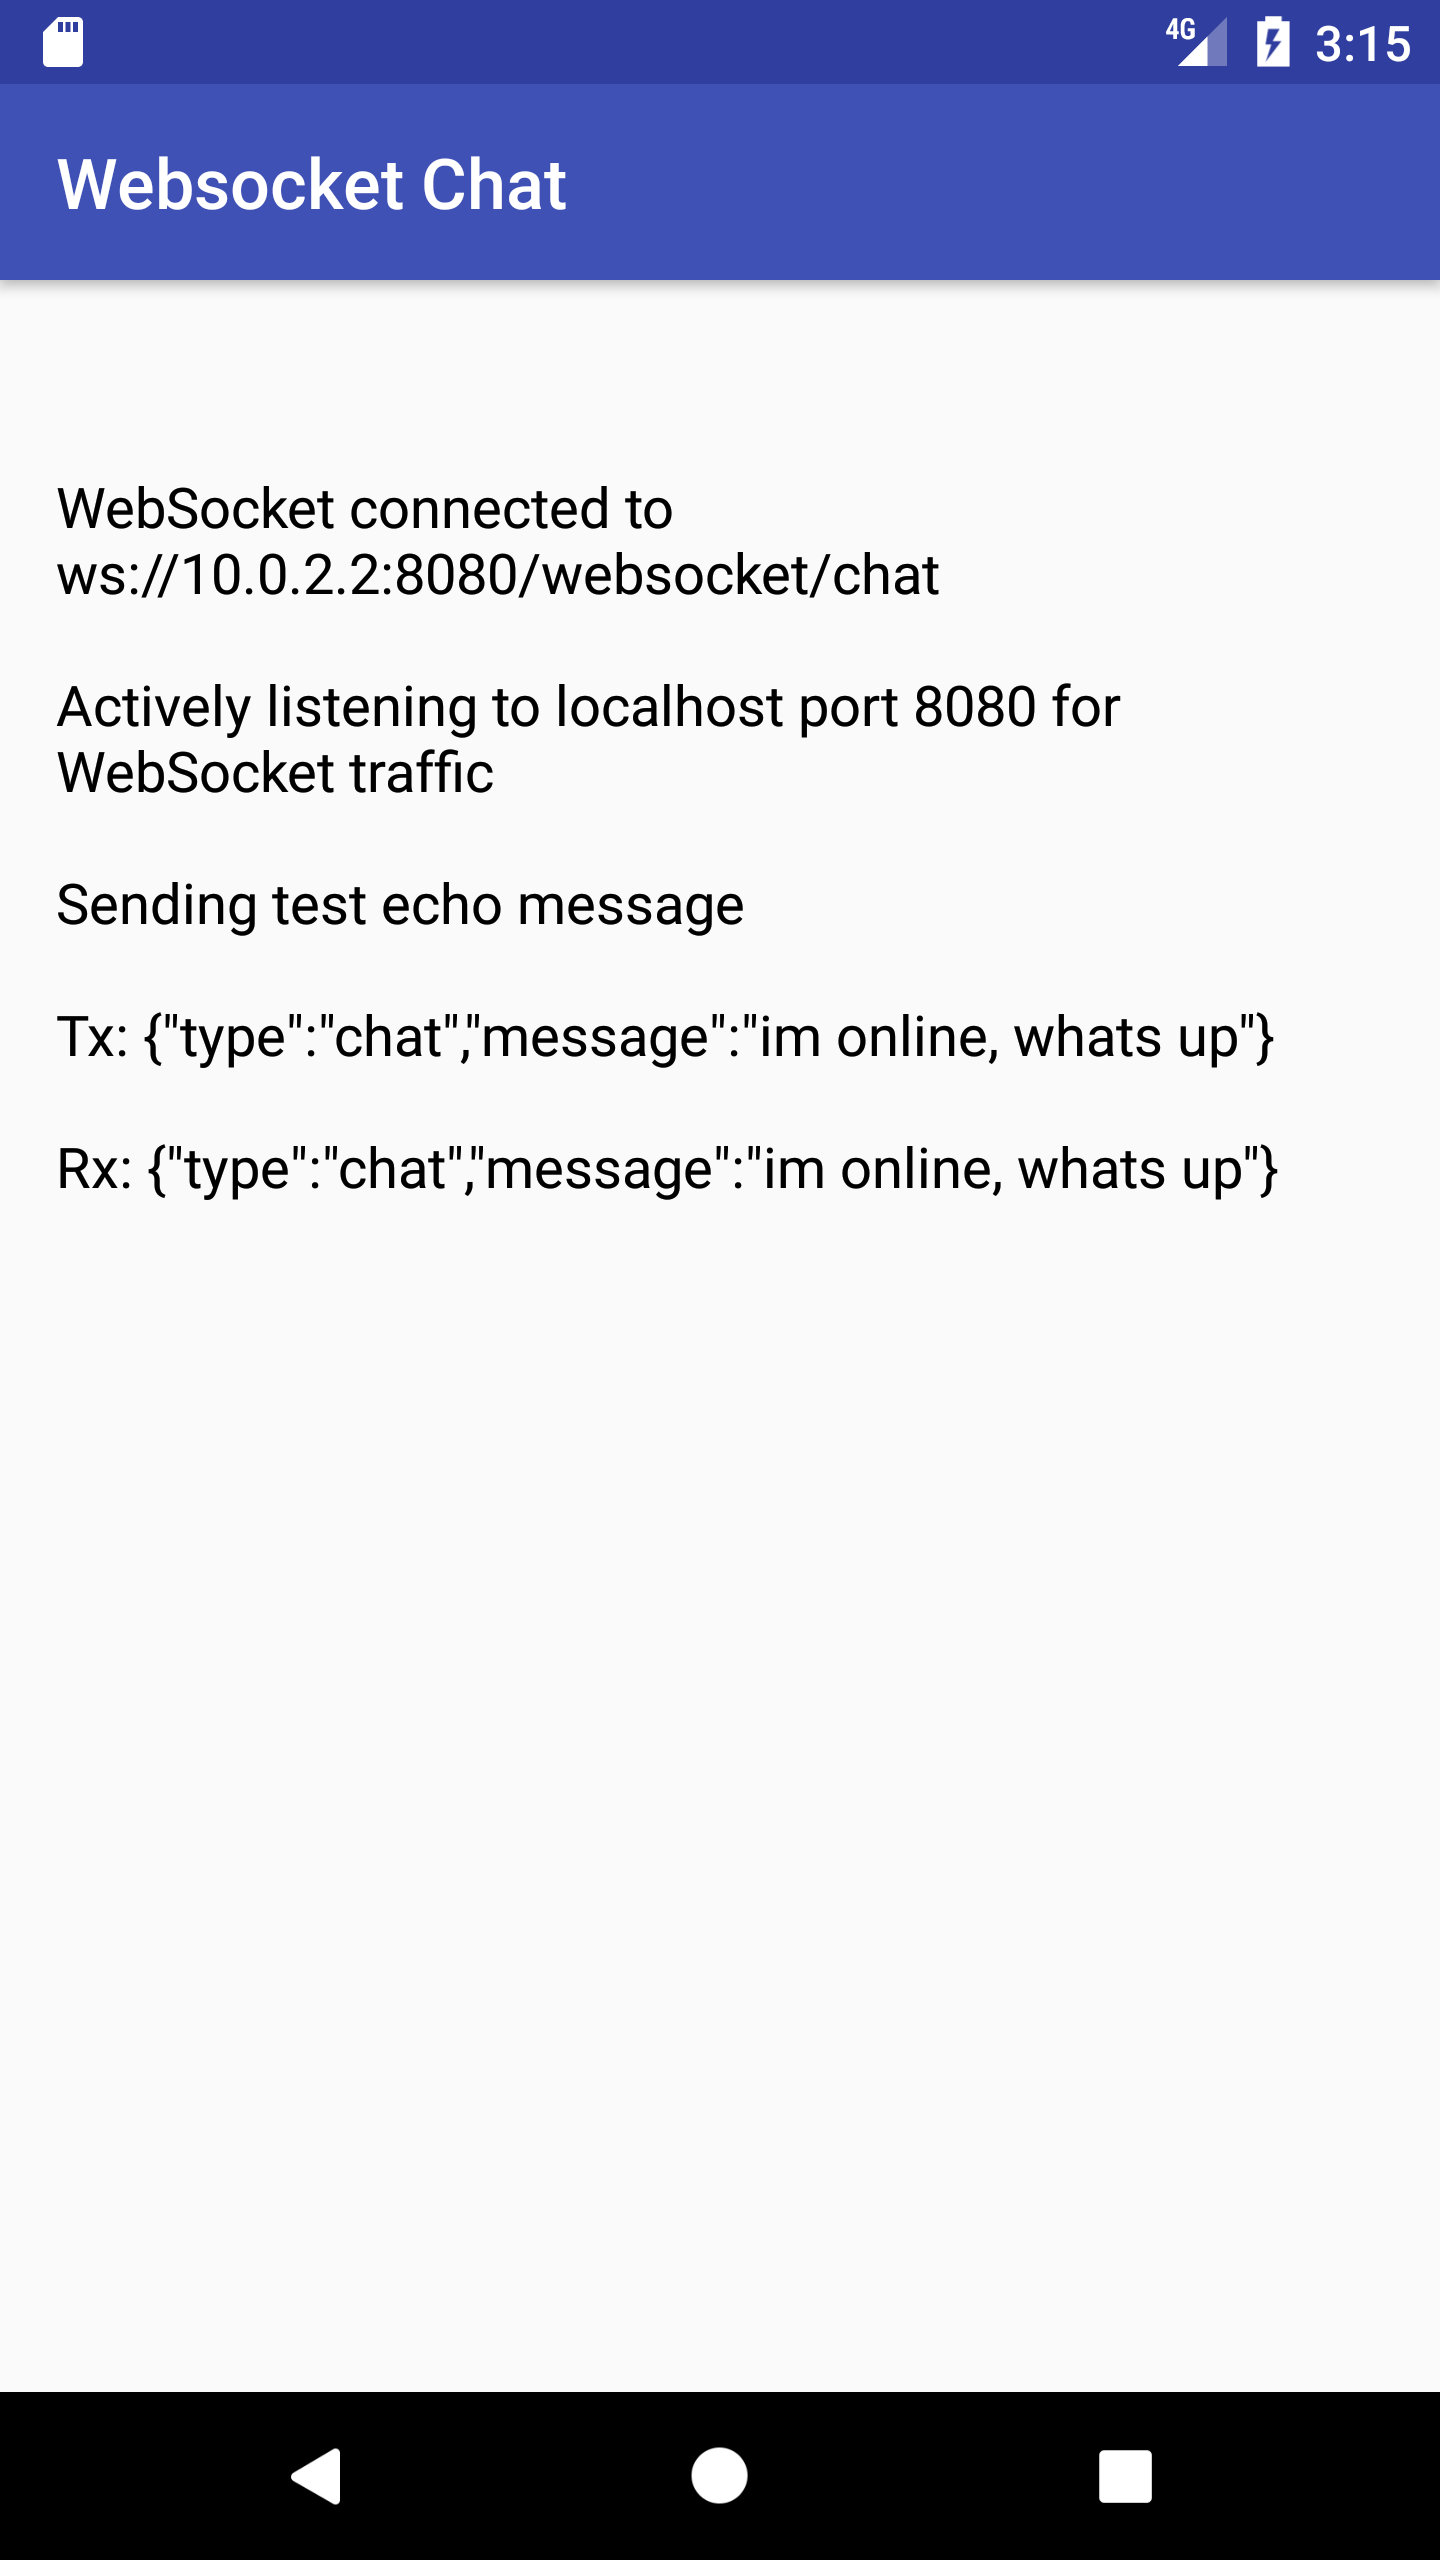 4G 3:15
Websocket Chat
WebSocket connected to
ws://10.0.2.2:8080/websocket/chat
Actively listening to localhost port 8080 for
WebSocket traffic
Sending test echo message
Tx: {"type":"chat","message":"im online, whats up"}
Rx: {"type":"chat","message":"im online, whats up"}